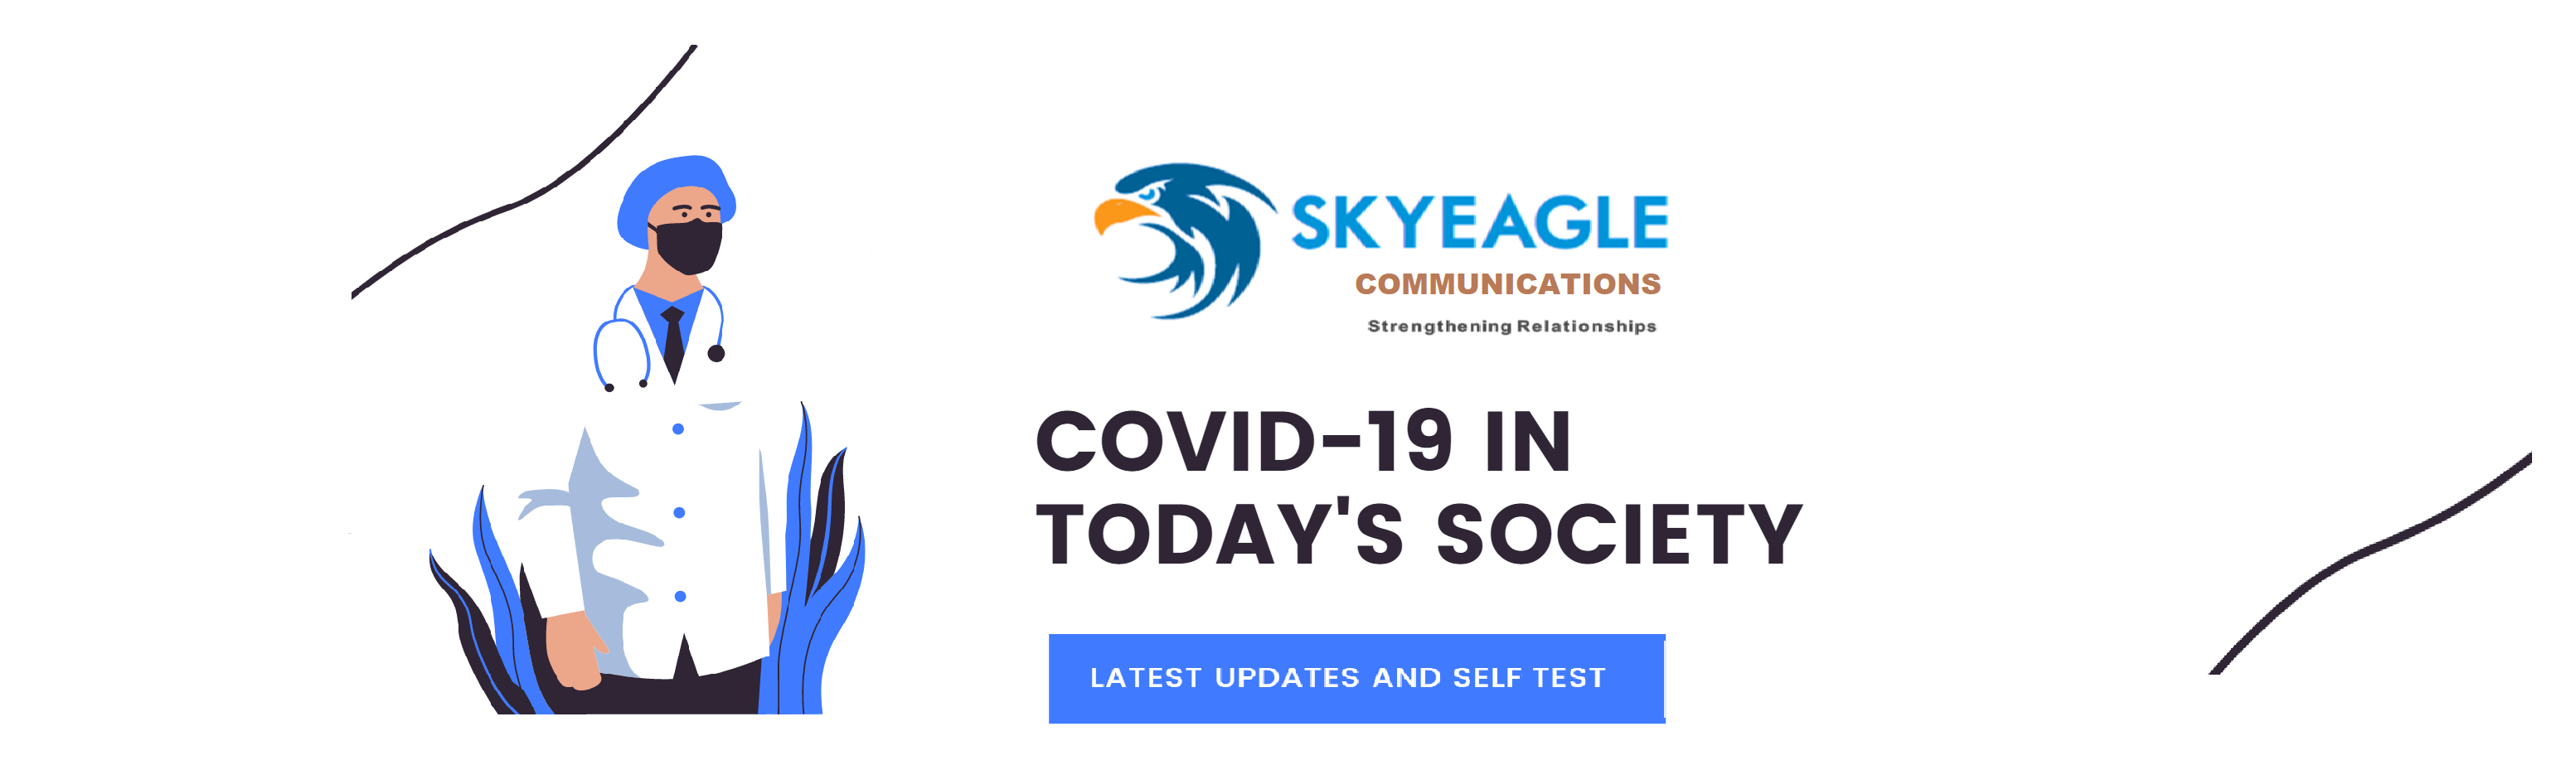 SKYEAGLE
COMMUNICATIONS
Strengthening Relationships
COVID-19 IN
TODAY'S SOCIETY
LATEST UPDATES AND SELF TEST